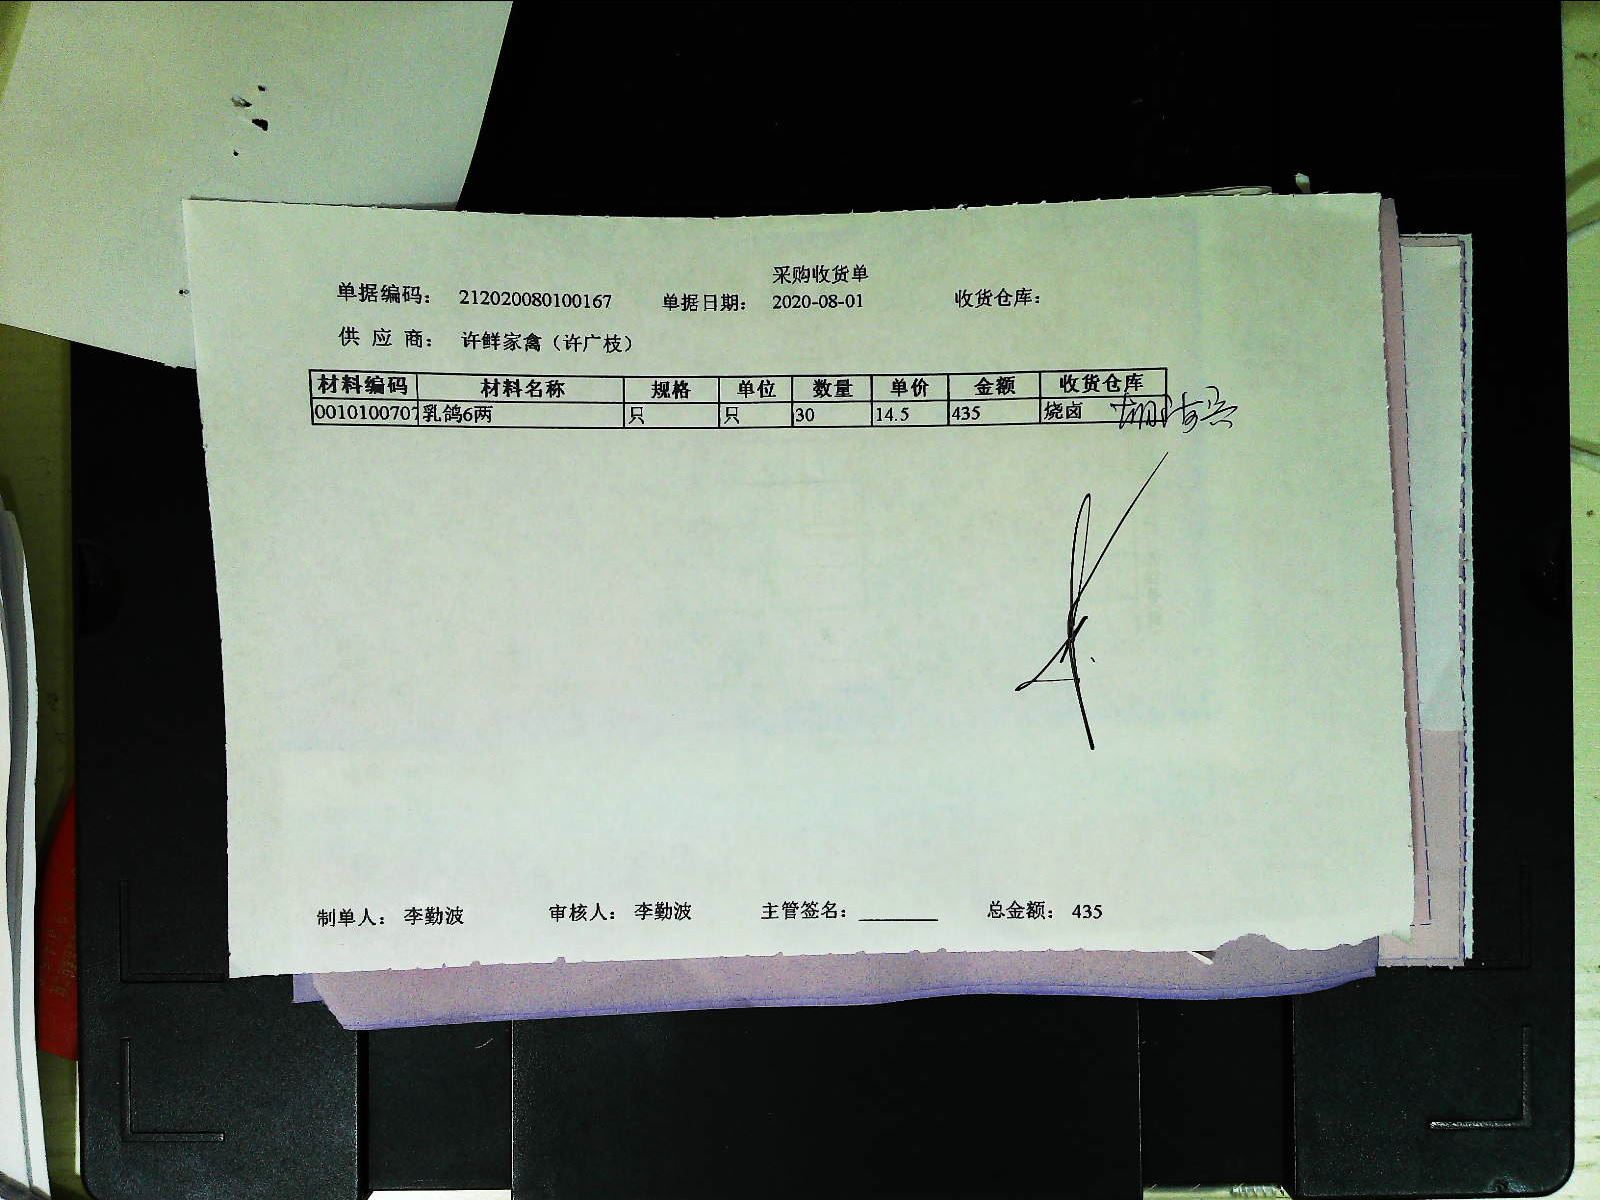 采购收货单
单据编码： 212020080100167 单据日期： 2020-08-01 收货仓库：
供 应 商： 许鲜家禽（许广枝）
材料编码 材料名称 规格 单位 数量 单价 金额 收货仓库
0010100707 乳鸽6两 只 只 30 14.5 435 烧卤
制单人： 李勤波 审核人： 李勤波 主管签名： 总金额： 435